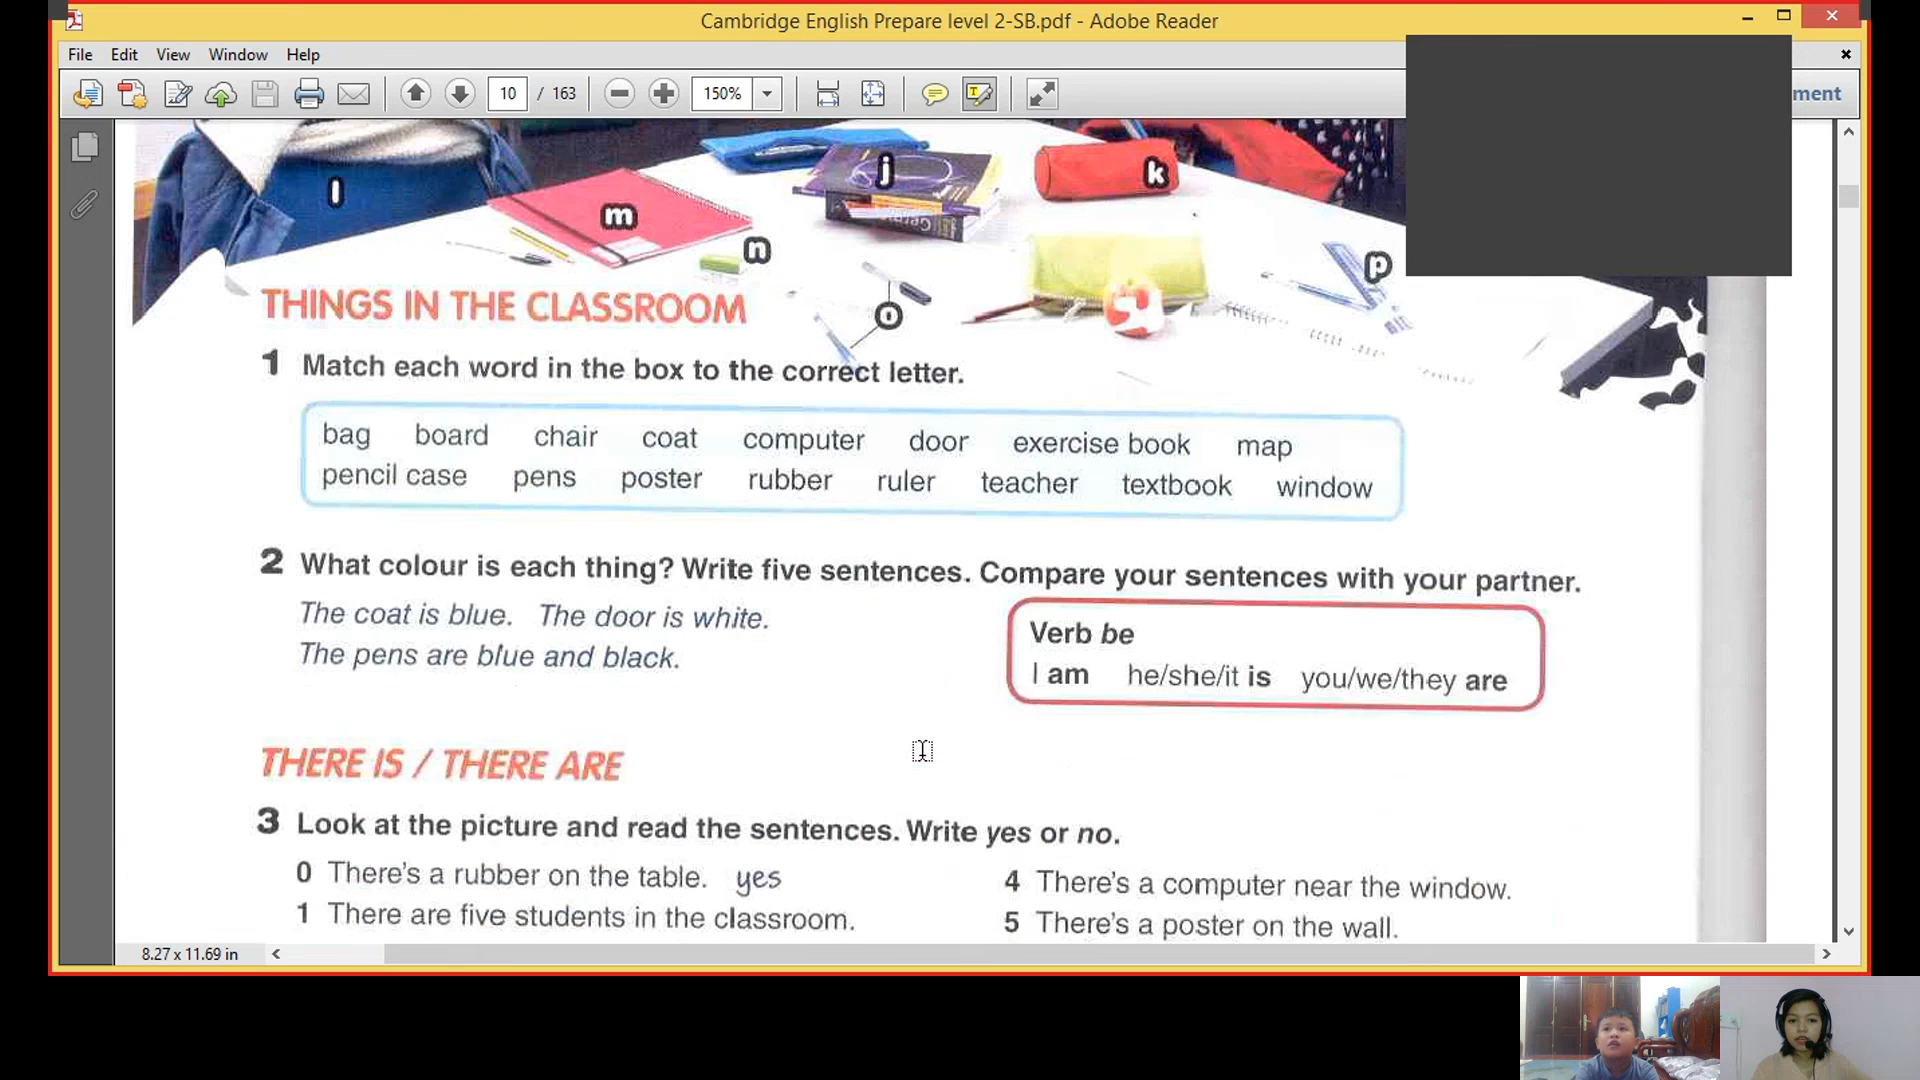 Cambridge English Prepare level 2-SB.pdf - Adobe Reader
File Edit View Window Help
10 / 163 150% ment
l m n j k o p
THINGS IN THE CLASSROOM
1 Match each word in the box to the correct letter.
bag board chair coat computer door exercise book map
pencil case pens poster rubber ruler teacher textbook window
2 What colour is each thing? Write five sentences. Compare your sentences with your partner.
The coat is blue. The door is white.
The pens are blue and black.
Verb be
I am he/she/it is you/we/they are
THERE IS / THERE ARE
3 Look at the picture and read the sentences. Write yes or no.
0 There's a rubber on the table. yes
1 There are five students in the classroom.
4 There's a computer near the window.
5 There's a poster on the wall.
8.27 x 11.69 in